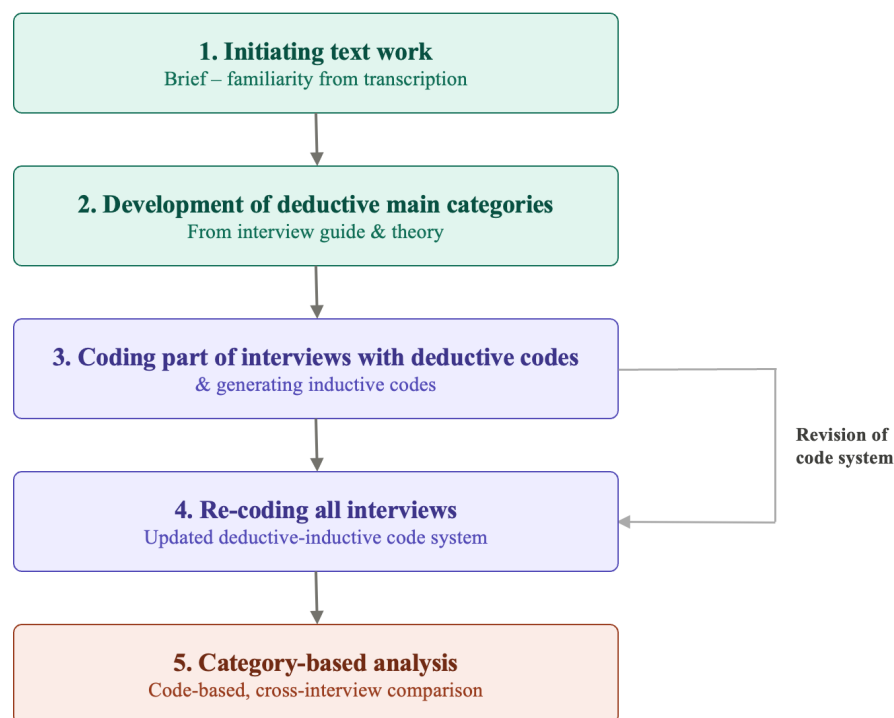 1. Initiating text work
Brief – familiarity from transcription
2. Development of deductive main categories
From interview guide & theory
3. Coding part of interviews with deductive codes
& generating inductive codes
Revision of
code system
4. Re-coding all interviews
Updated deductive-inductive code system
5. Category-based analysis
Code-based, cross-interview comparison